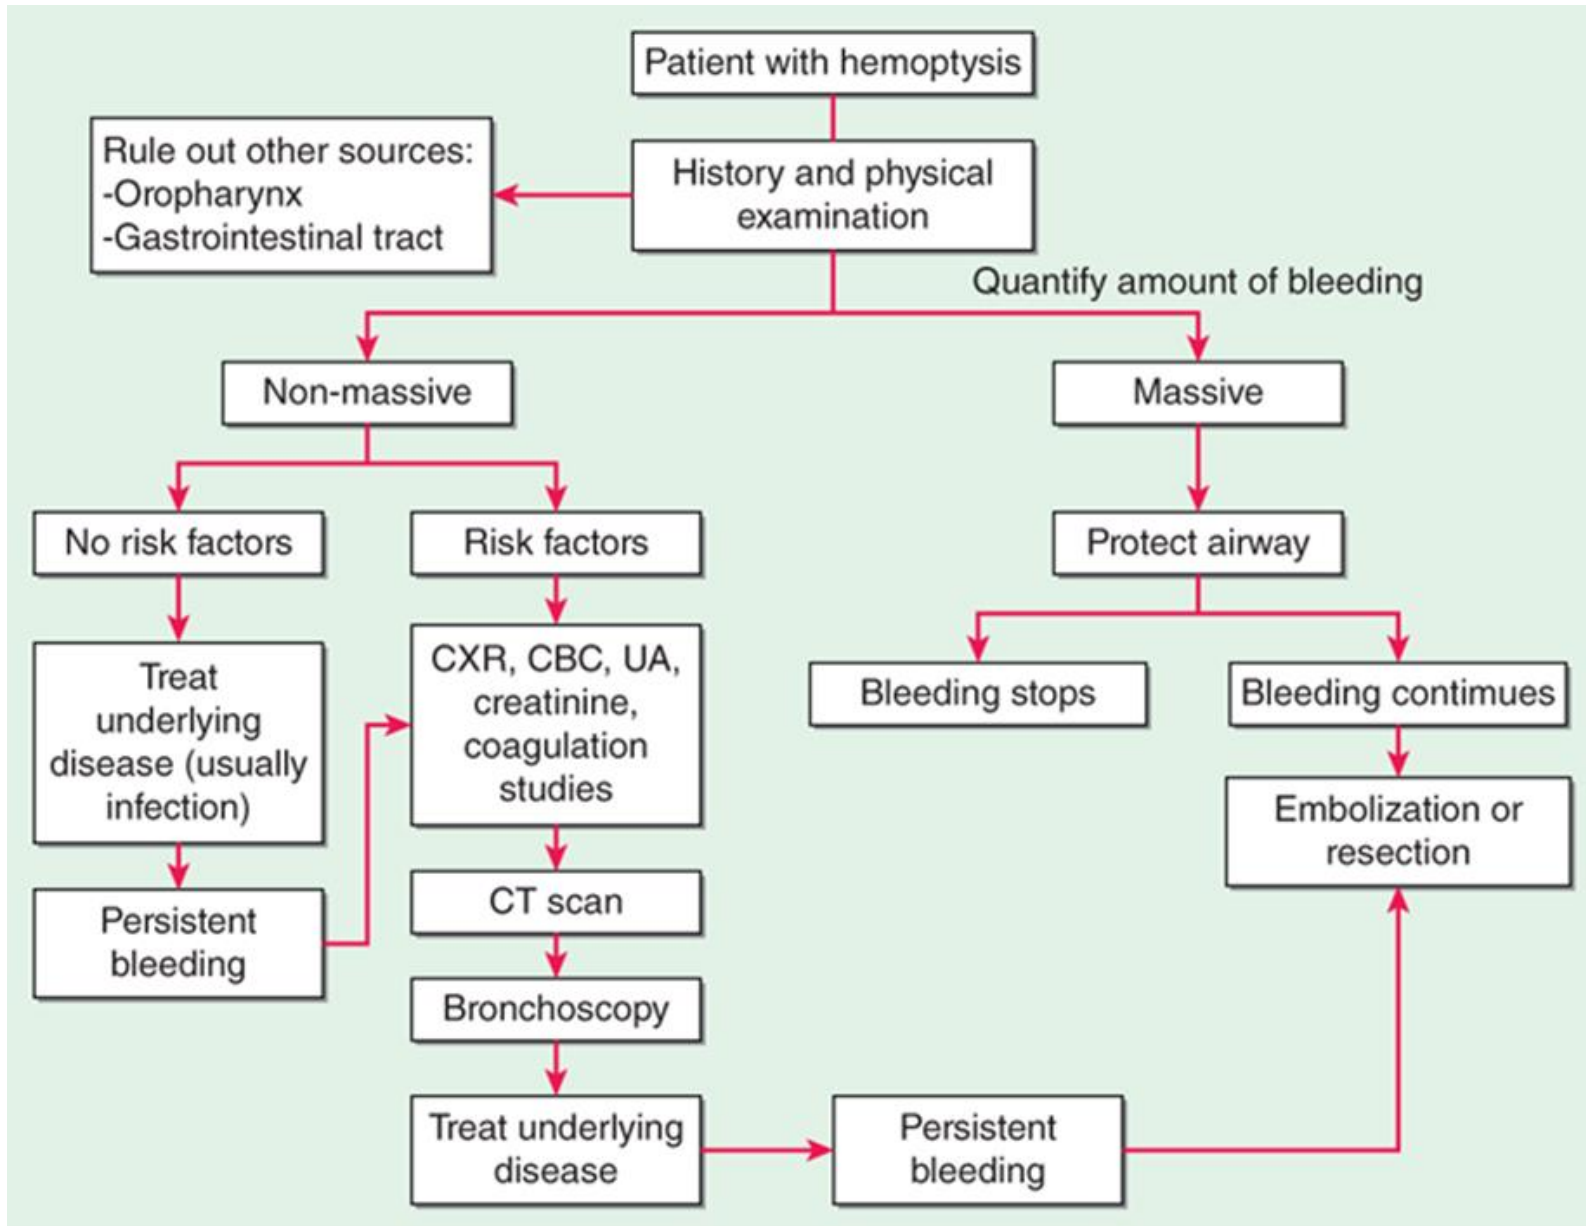 Patient with hemoptysis
Rule out other sources:
-Oropharynx
-Gastrointestinal tract
History and physical
examination
Quantify amount of bleeding
Non-massive
Massive
No risk factors
Risk factors
Protect airway
Treat
underlying
disease (usually
infection)
CXR, CBC, UA,
creatinine,
coagulation
studies
Bleeding stops
Bleeding contimues
Embolization or
resection
Persistent
bleeding
CT scan
Bronchoscopy
Treat underlying
disease
Persistent
bleeding